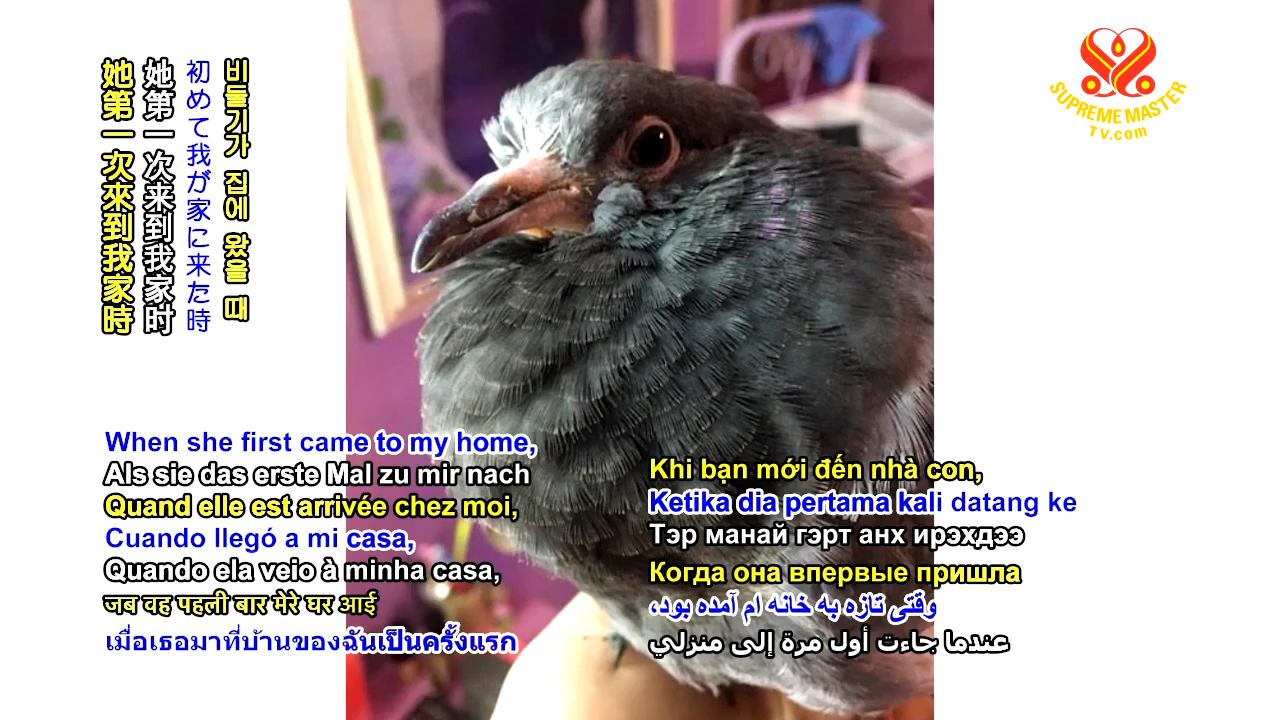 她第一次來到我家時
她第一次来到我家时
初めて我が家に来た時
비둘기가 집에 왔을 때
SUPREME MASTER
TV.com
When she first came to my home,
Als sie das erste Mal zu mir nach
Quand elle est arrivée chez moi,
Cuando llegó a mi casa,
Quando ela veio à minha casa,
जब वह पहली बार मेरे घर आई
เมื่อเธอมาที่บ้านของฉันเป็นครั้งแรก
Khi bạn mới đến nhà con,
Ketika dia pertama kali datang ke
Тэр манай гэрт анх ирэхдээ
Когда она впервые пришла
وقتی تازه به خانه ام آمده بود،
عندما جاءت أول مرة إلى منزلي